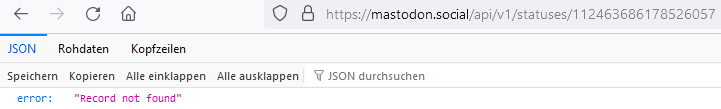 https://mastodon.social/api/v1/statuses/112463686178526057
JSON Rohdaten Kopfzeilen
Speichern Kopieren Alle einklappen Alle ausklappen JSON durchsuchen
error: "Record not found"